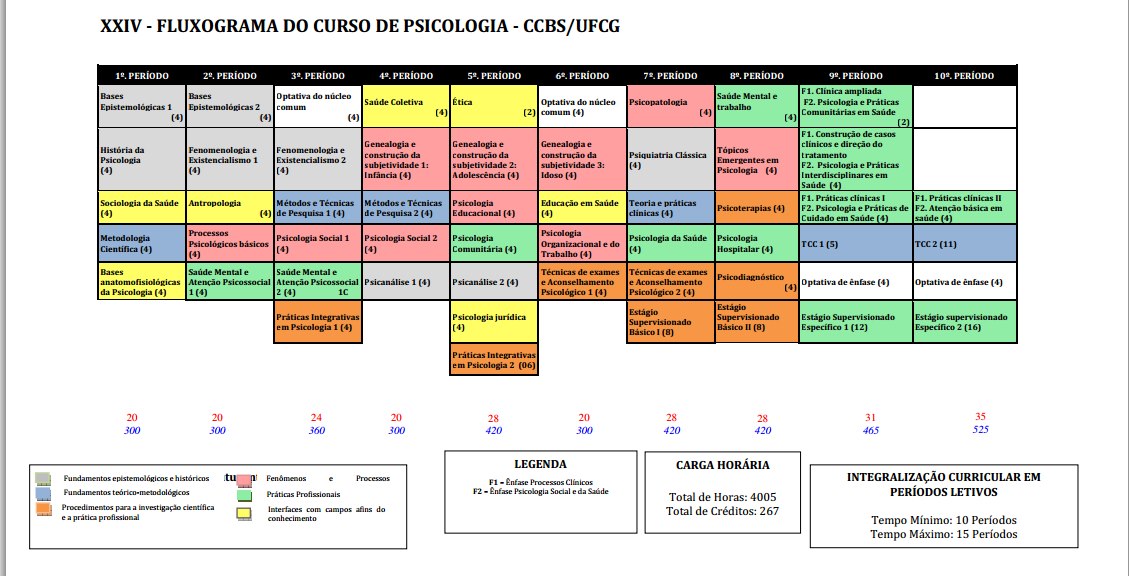 XXIV - FLUXOGRAMA DO CURSO DE PSICOLOGIA - CCBS/UFCG
1º. PERÍODO
2º. PERÍODO
3º. PERÍODO
4º. PERÍODO
5º. PERÍODO
6º. PERÍODO
7º. PERÍODO
8º. PERÍODO
9º. PERÍODO
10º. PERÍODO
Bases
Epistemológicas 1
(4)
Bases
Epistemológicas 2
(4)
Optativa do núcleo
comum
(4)
Saúde Coletiva
(4)
Ética
(2)
Optativa do núcleo
comum (4)
Psicopatologia
(4)
Saúde Mental e
trabalho
(4)
F1. Clínica ampliada
F2. Psicologia e Práticas
Comunitárias em Saúde
(2)
História da
Psicologia
(4)
Fenomenologia e
Existencialismo 1
(4)
Fenomenologia e
Existencialismo 2
(4)
Genealogia e
construção da
subjetividade 1:
Infância (4)
Genealogia e
construção da
subjetividade 2:
Adolescência (4)
Genealogia e
construção da
subjetividade 3:
Idoso (4)
Psiquiatria Clássica
(4)
Tópicos
Emergentes em
Psicologia (4)
F1. Construção de casos
clínicos e direção do
tratamento
F2. Psicologia e Práticas
Interdisciplinares em
Saúde (4)
Sociologia da Saúde
(4)
Antropologia
(4)
Métodos e Técnicas
de Pesquisa 1 (4)
Métodos e Técnicas
de Pesquisa 2 (4)
Psicologia
Educacional (4)
Educação em Saúde
(4)
Teoria e práticas
clínicas (4)
Psicoterapias (4)
F1. Práticas clínicas I
F2. Psicologia e Práticas de
Cuidado em Saúde (4)
F1. Práticas clínicas II
F2. Atenção básica em
saúde (4)
Metodologia
Científica (4)
Processos
Psicológicos básicos
(4)
Psicologia Social 1
(4)
Psicologia Social 2
(4)
Psicologia
Comunitária (4)
Psicologia
Organizacional e do
Trabalho (4)
Psicologia da Saúde
(4)
Psicologia
Hospitalar (4)
TCC 1 (5)
TCC 2 (11)
Bases
anatomofisiológicas
da Psicologia (4)
Saúde Mental e
Atenção Psicossocial
1 (4)
Saúde Mental e
Atenção Psicossocial
2 (4) 1C
Psicanálise 1 (4)
Psicanálise 2 (4)
Técnicas de exames
e Aconselhamento
Psicológico 1 (4)
Técnicas de exames
e Aconselhamento
Psicológico 2 (4)
Psicodiagnóstico
(4)
Optativa de ênfase (4)
Optativa de ênfase (4)
Práticas Integrativas
em Psicologia 1 (4)
Psicologia jurídica
(4)
Estágio
Supervisionado
Básico I (8)
Estágio
Supervisionado
Básico II (8)
Estágio Supervisionado
Específico 1 (12)
Estágio supervisionado
Específico 2 (16)
Práticas Integrativas
em Psicologia 2 (06)
20 20 24 20 28 20 28 28 31 35
300 300 360 300 420 300 420 420 465 525
Fundamentos epistemológicos e históricos
Fundamentos teórico-metodológicos
Procedimentos para a investigação científica
e a prática profissional
Fenômenos e Processos
Práticas Profissionais
Interfaces com campos afins do
conhecimento
LEGENDA
F1 = Ênfase Processos Clínicos
F2 = Ênfase Psicologia Social e da Saúde
CARGA HORÁRIA
Total de Horas: 4005
Total de Créditos: 267
INTEGRALIZAÇÃO CURRICULAR EM
PERÍODOS LETIVOS
Tempo Mínimo: 10 Períodos
Tempo Máximo: 15 Períodos